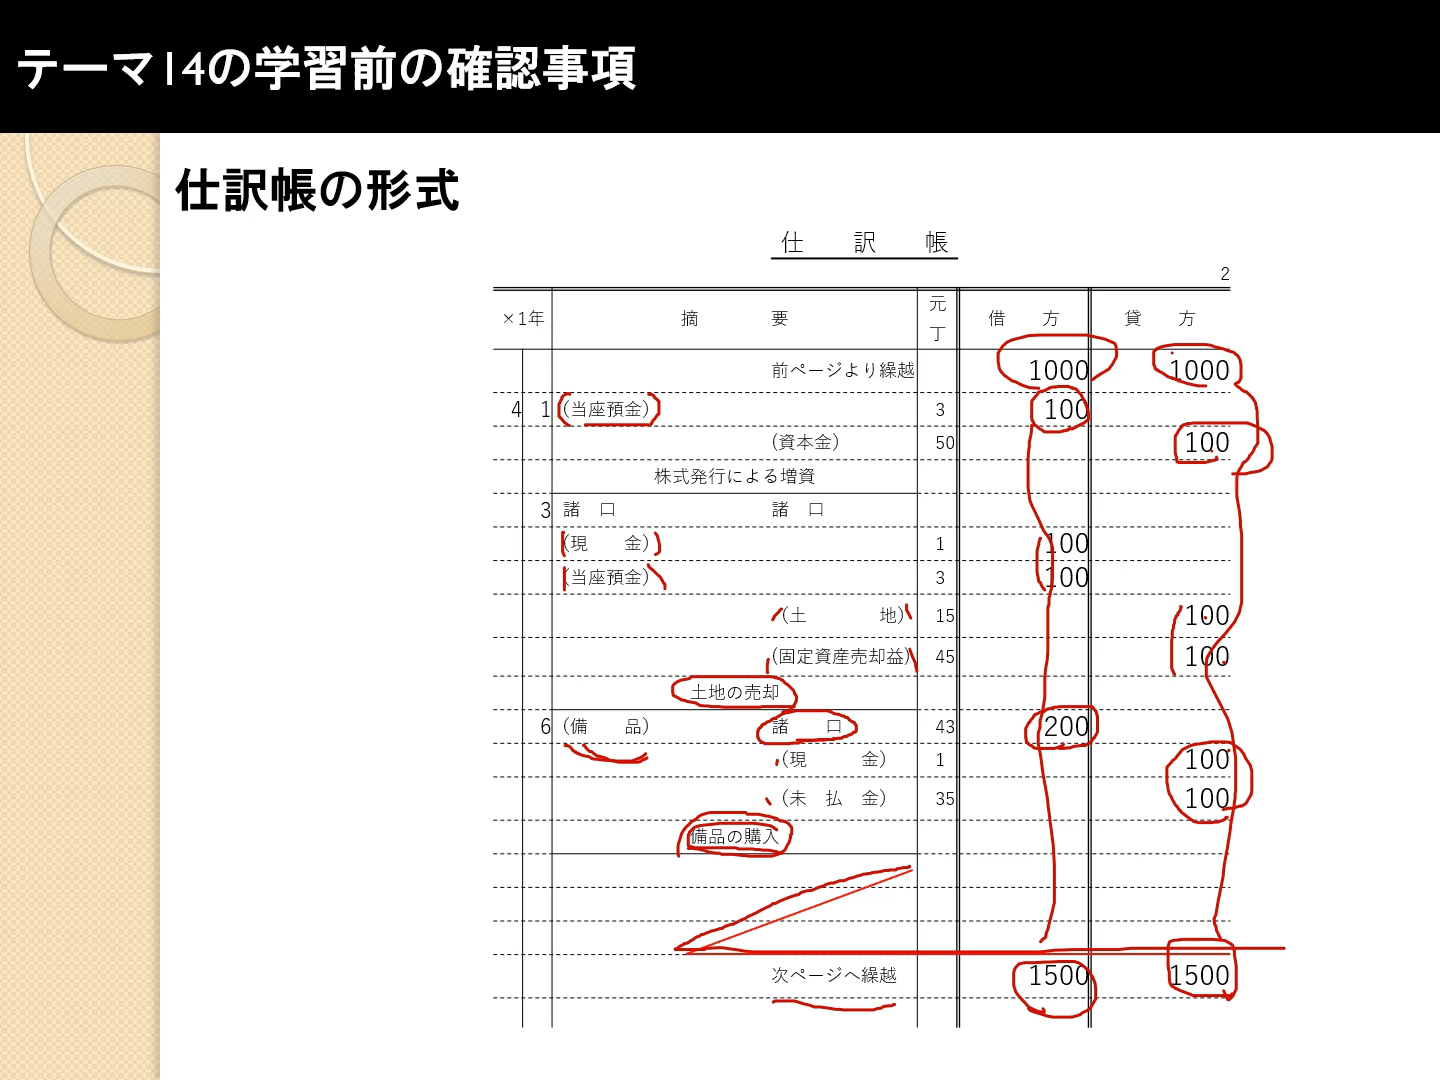 テーマ14の学習前の確認事項
仕訳帳の形式
仕 訳 帳
2
×1年 摘 要 元丁 借 方 貸 方
前ページより繰越 1000 1000
4 1 (当座預金) 3 100
(資本金) 50 100
株式発行による増資
3 諸 口 諸 口
(現 金) 1 100
(当座預金) 3 100
(土 地) 15 100
(固定資産売却益) 45 100
土地の売却
6 (備 品) 諸 口 43 200
(現 金) 1 100
(未 払 金) 35 100
備品の購入
次ページへ繰越 1500 1500